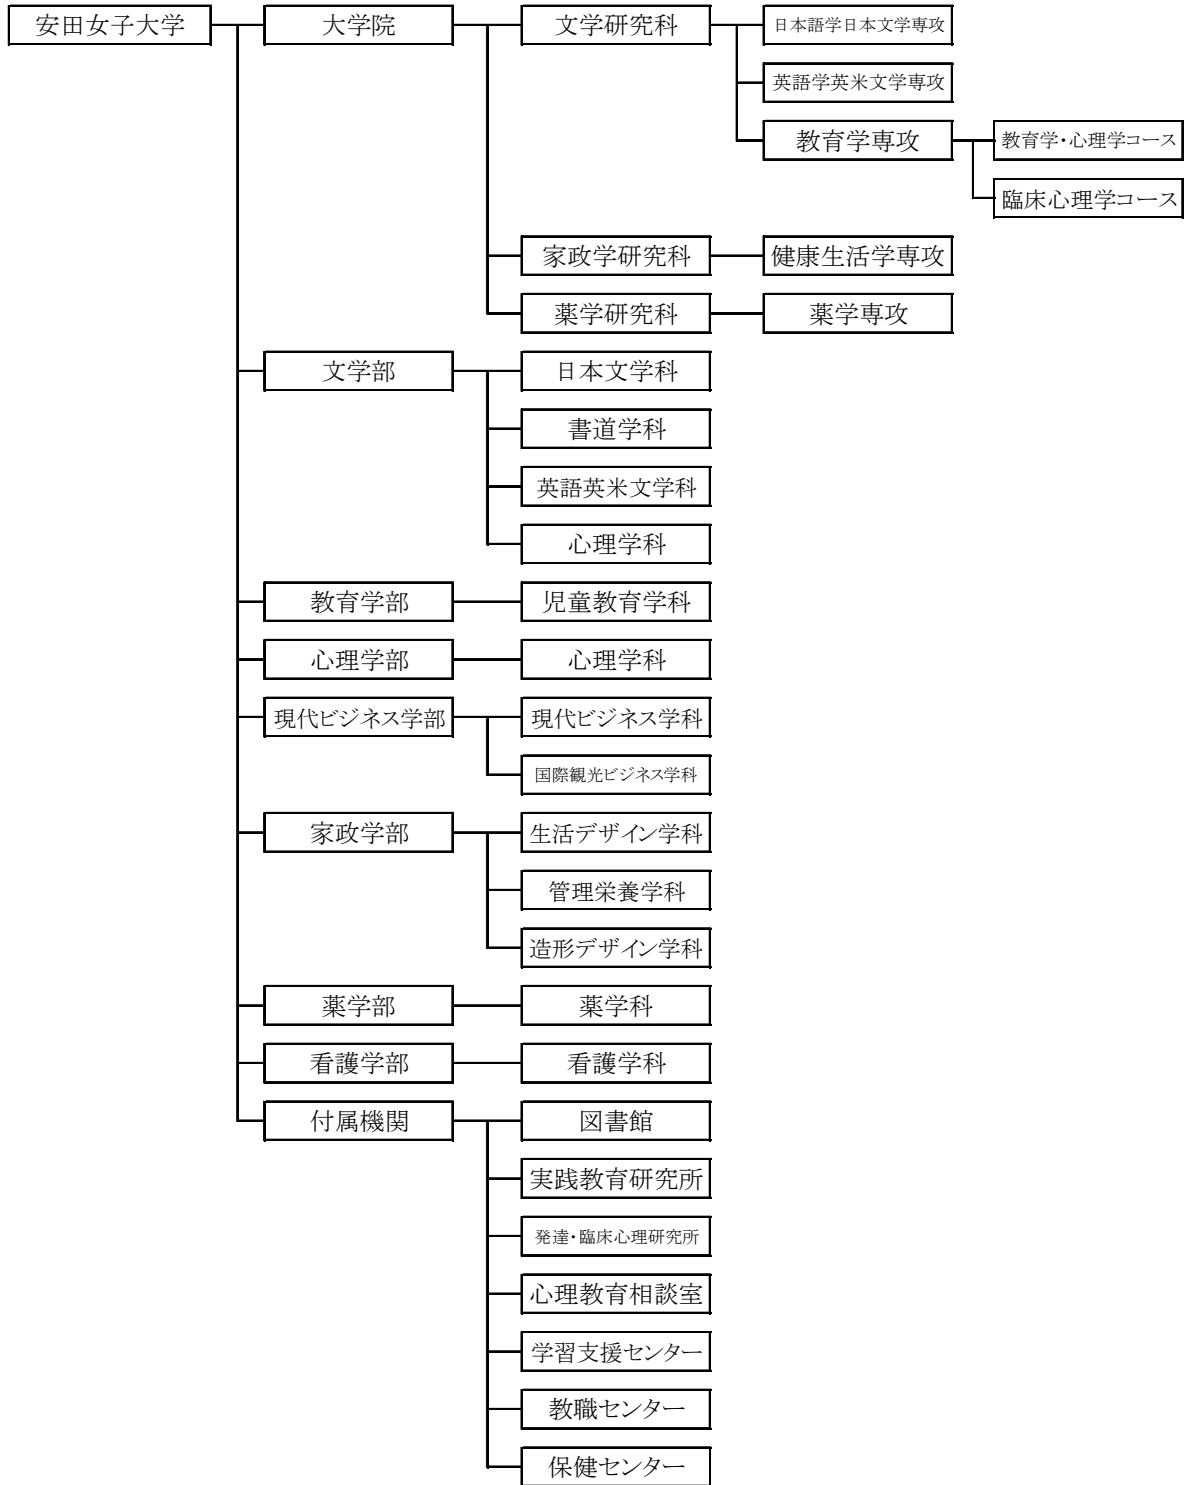 安田女子大学 大学院 文学研究科 日本語学日本文学専攻
英語学英米文学専攻
教育学専攻 教育学・心理学コース
臨床心理学コース
家政学研究科 健康生活学専攻
薬学研究科 薬学専攻
文学部 日本文学科
書道学科
英語英米文学科
心理学科
教育学部 児童教育学科
心理学部 心理学科
現代ビジネス学部 現代ビジネス学科
国際観光ビジネス学科
家政学部 生活デザイン学科
管理栄養学科
造形デザイン学科
薬学部 薬学科
看護学部 看護学科
付属機関 図書館
実践教育研究所
発達・臨床心理研究所
心理教育相談室
学習支援センター
教職センター
保健センター